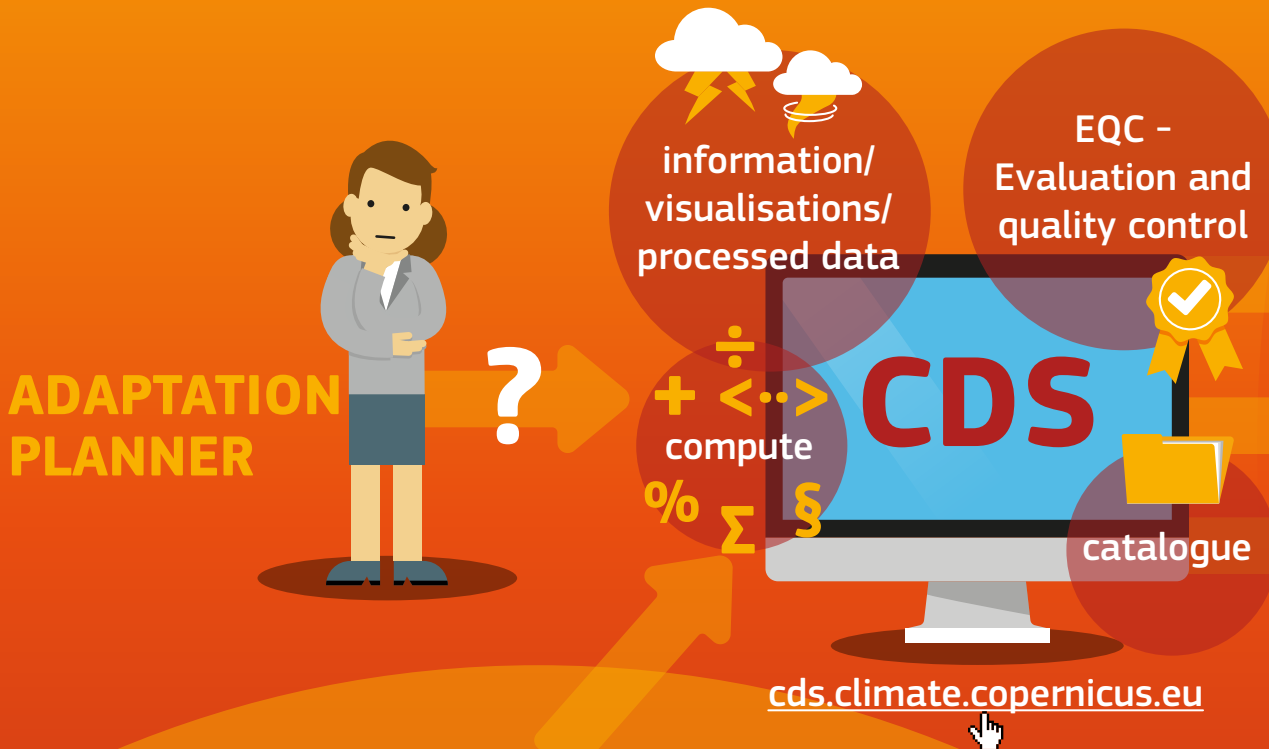 ADAPTATION
PLANNER
?
information/
visualisations/
processed data
EQC -
Evaluation and
quality control
÷
+ <··>
compute
% Σ §
CDS
catalogue
cds.climate.copernicus.eu